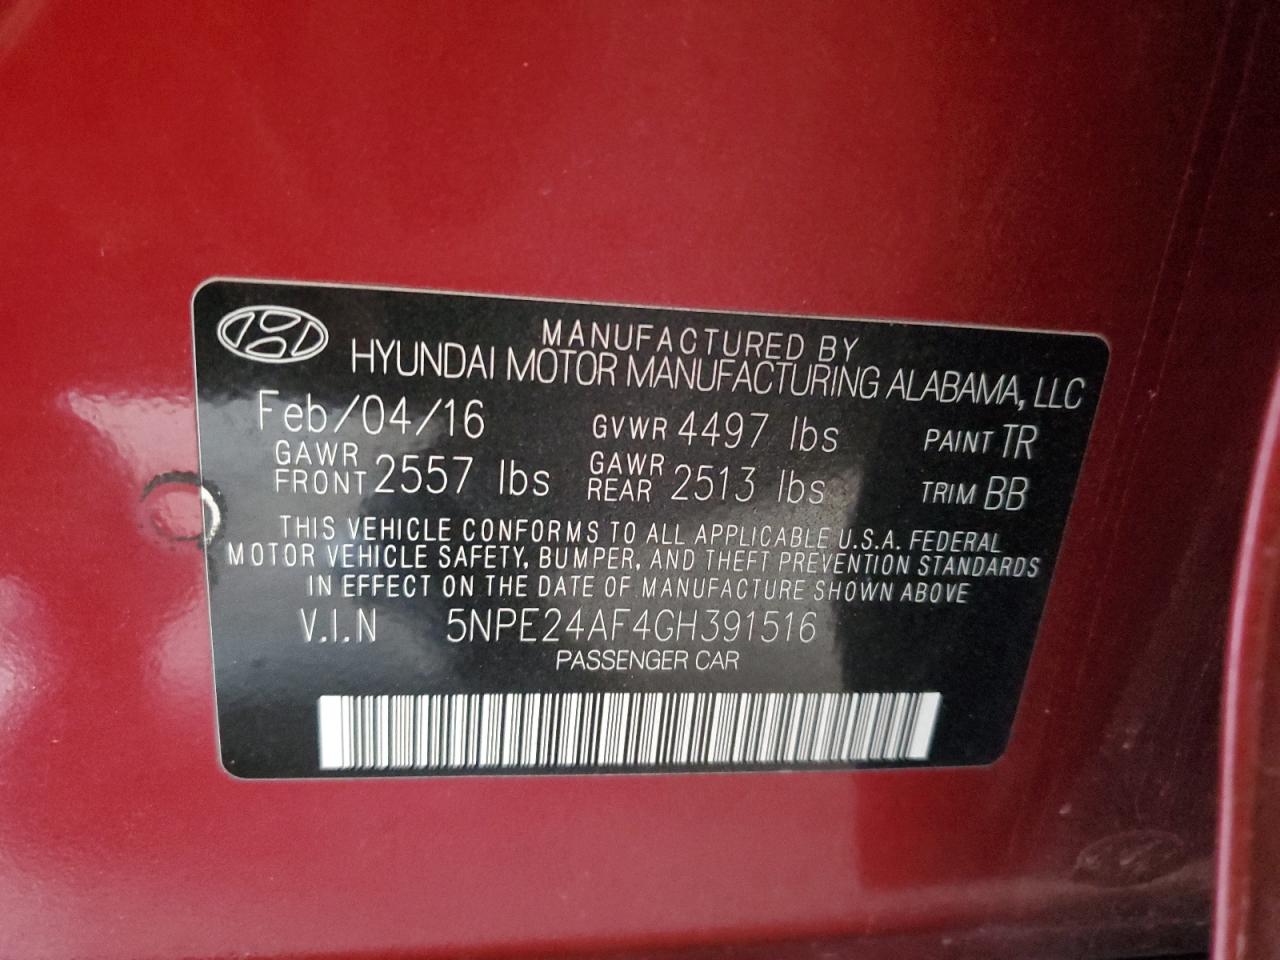 MANUFACTURED BY
HYUNDAI MOTOR MANUFACTURING ALABAMA, LLC
Feb/04/16 GVWR 4497 lbs PAINT TR
GAWR FRONT 2557 lbs GAWR REAR 2513 lbs TRIM BB
THIS VEHICLE CONFORMS TO ALL APPLICABLE U.S.A. FEDERAL
MOTOR VEHICLE SAFETY, BUMPER, AND THEFT PREVENTION STANDARDS
IN EFFECT ON THE DATE OF MANUFACTURE SHOWN ABOVE
V.I.N 5NPE24AF4GH391516
PASSENGER CAR